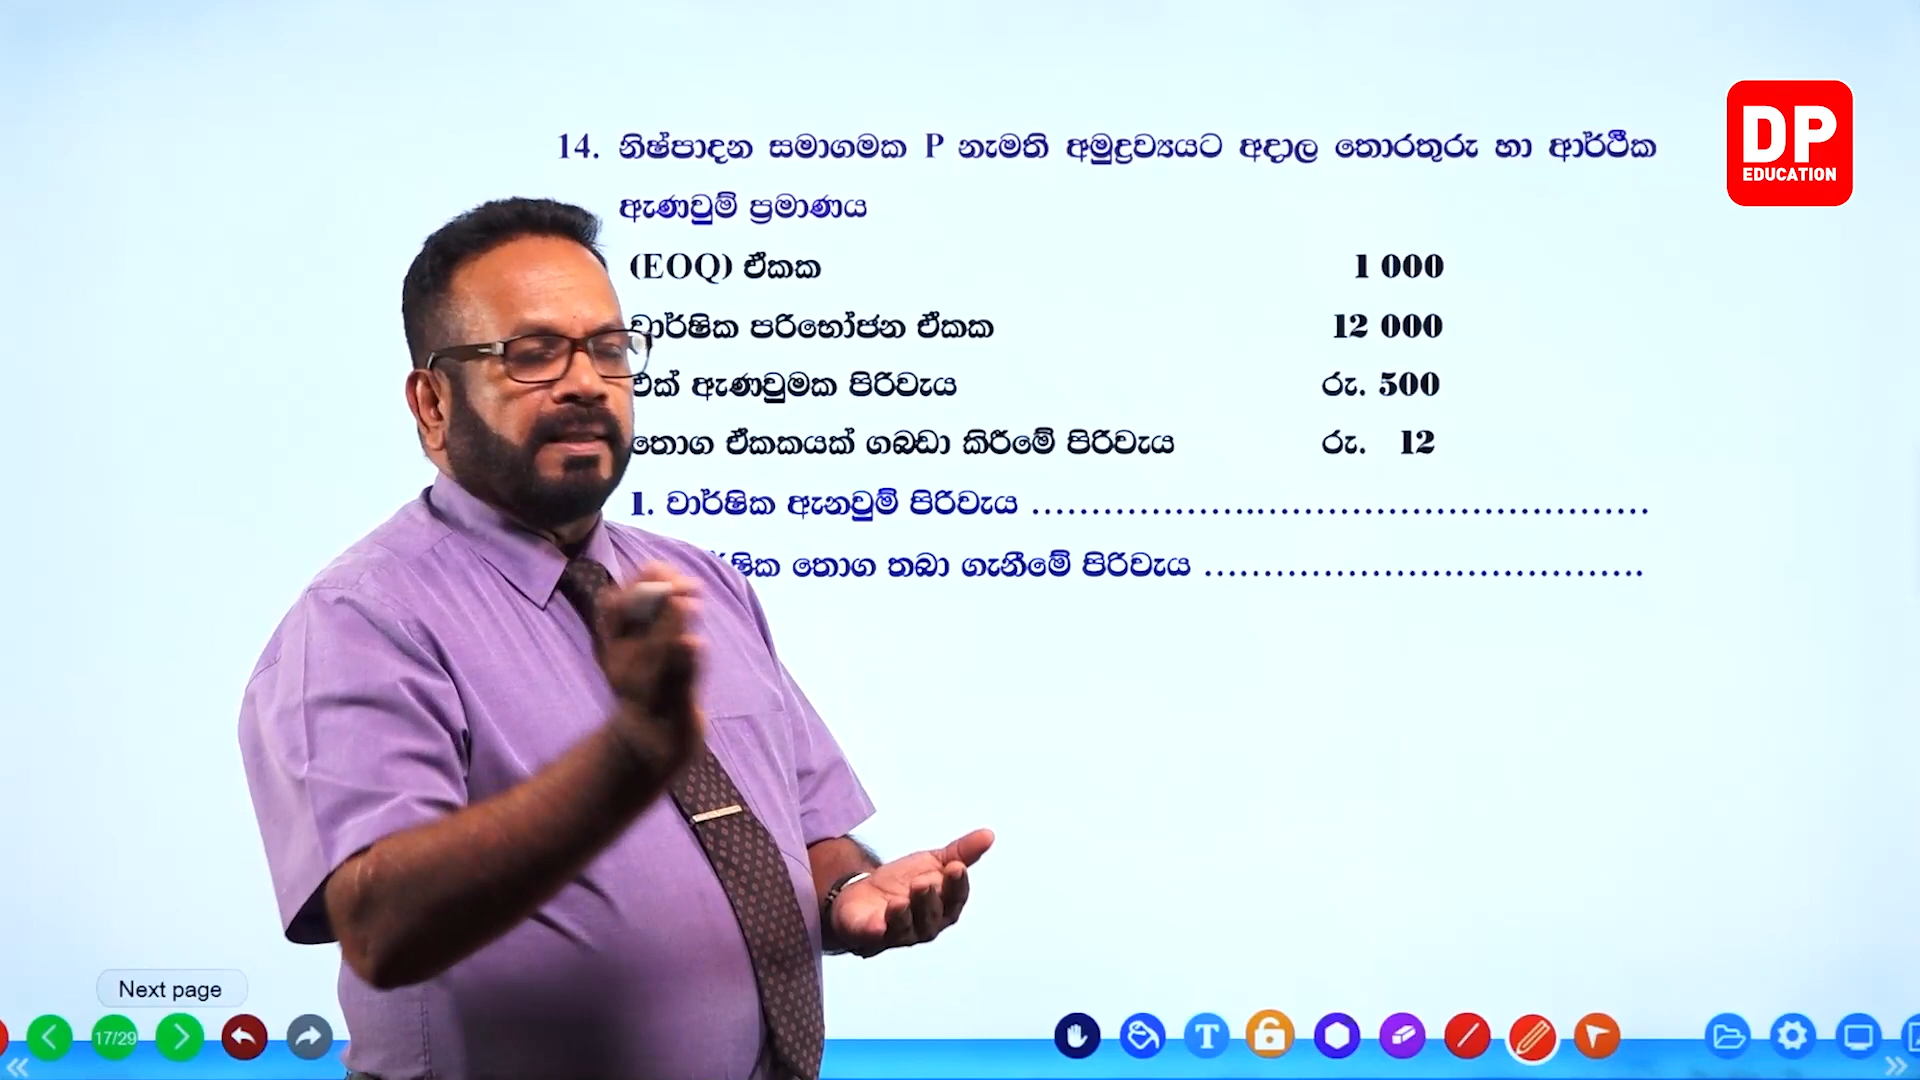 DP
EDUCATION
14. නිෂ්පාදන සමාගමක P නැමති අමුද්‍රව්‍යයට අදාල තොරතුරු හා ආර්ථික
ඇණවුම් ප්‍රමාණය
(EOQ) ඒකක 1 000
වාර්ෂික පරිභෝජන ඒකක 12 000
එක් ඇණවුමක පිරිවැය රු. 500
තොග ඒකකයක් ගබඩා කිරීමේ පිරිවැය රු. 12
1. වාර්ෂික ඇනවුම් පිරිවැය ..............................
තොග තබා ගැනීමේ පිරිවැය ..............................
Next page
17/29